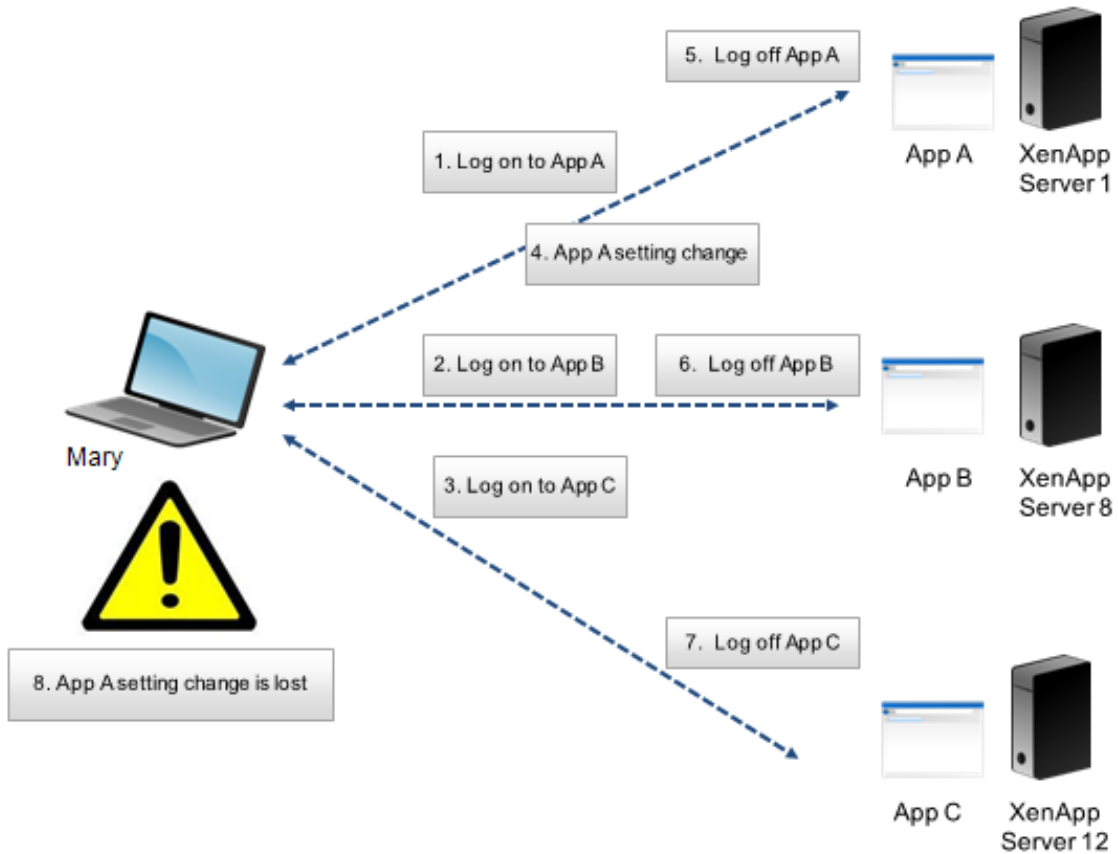 5. Log off App A
1. Log on to App A
App A
XenApp
Server 1
4. App A setting change
2. Log on to App B
6. Log off App B
Mary
3. Log on to App C
App B
XenApp
Server 8
7. Log off App C
8. App A setting change is lost
App C
XenApp
Server 12